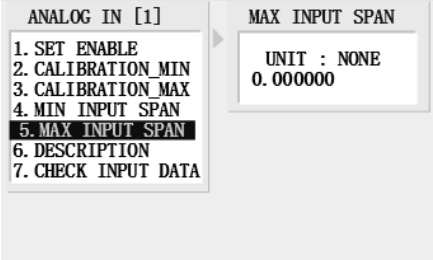 ANALOG IN [1]
1. SET ENABLE
2. CALIBRATION_MIN
3. CALIBRATION_MAX
4. MIN INPUT SPAN
5. MAX INPUT SPAN
6. DESCRIPTION
7. CHECK INPUT DATA
MAX INPUT SPAN
UNIT : NONE
0.000000